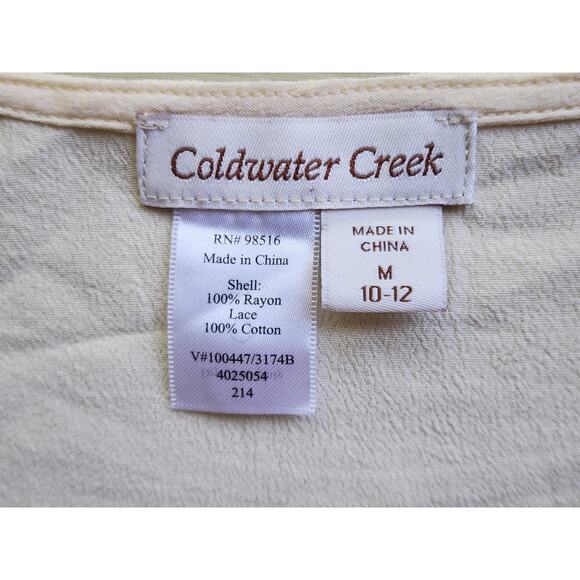 Coldwater Creek
RN# 98516
Made in China
Shell:
100% Rayon
Lace
100% Cotton
V#100447/3174B
4025054
214
MADE IN
CHINA
M
10-12